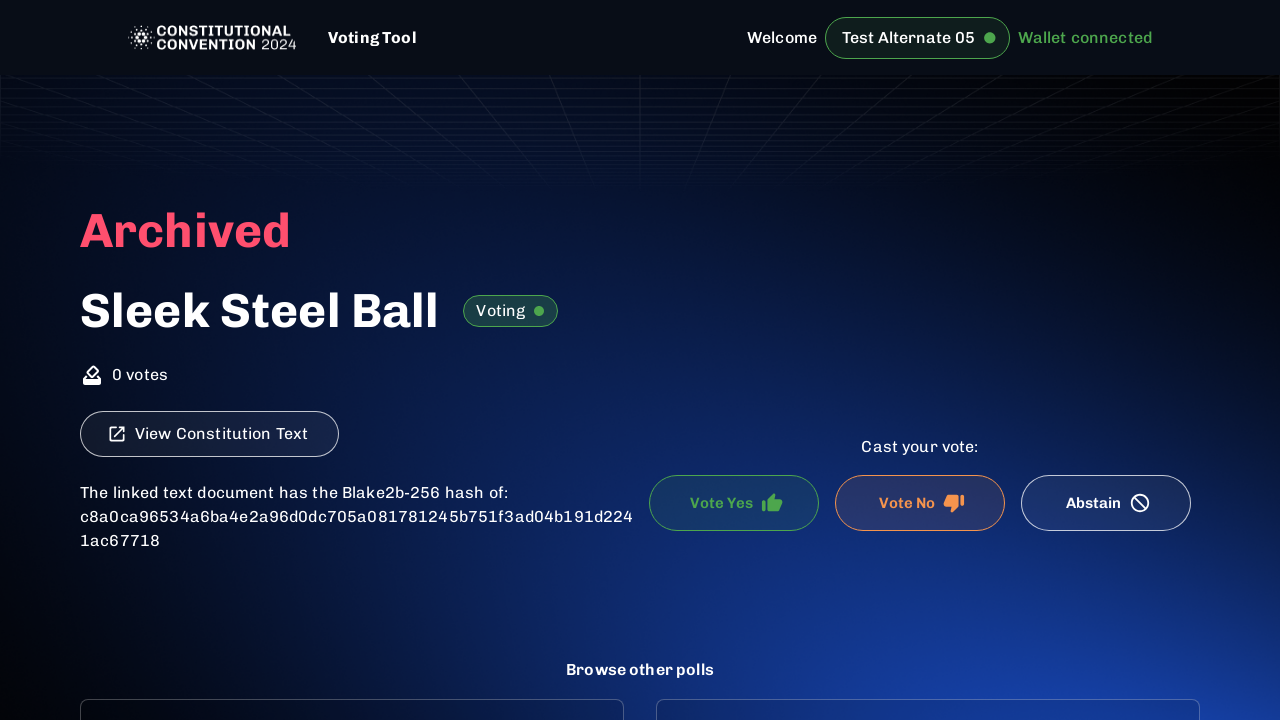 CONSTITUTIONAL
CONVENTION 2024
Voting Tool
Welcome
Test Alternate 05
Wallet connected
Archived
Sleek Steel Ball
Voting
0 votes
View Constitution Text
The linked text document has the Blake2b-256 hash of:
c8a0ca96534a6ba4e2a96d0dc705a081781245b751f3ad04b191d224
1ac67718
Cast your vote:
Vote Yes
Vote No
Abstain
Browse other polls